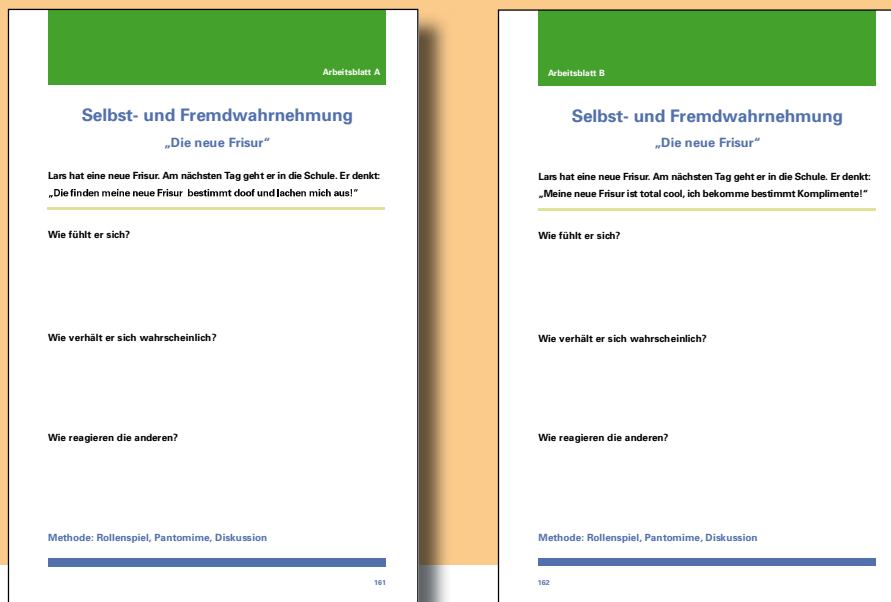 Arbeitsblatt A
Selbst- und Fremdwahrnehmung
„Die neue Frisur“
Lars hat eine neue Frisur. Am nächsten Tag geht er in die Schule. Er denkt:
„Die finden meine neue Frisur bestimmt doof und lachen mich aus!“
Wie fühlt er sich?
Wie verhält er sich wahrscheinlich?
Wie reagieren die anderen?
Methode: Rollenspiel, Pantomime, Diskussion
161
Arbeitsblatt B
Selbst- und Fremdwahrnehmung
„Die neue Frisur“
Lars hat eine neue Frisur. Am nächsten Tag geht er in die Schule. Er denkt:
„Meine neue Frisur ist total cool, ich bekomme bestimmt Komplimente!“
Wie fühlt er sich?
Wie verhält er sich wahrscheinlich?
Wie reagieren die anderen?
Methode: Rollenspiel, Pantomime, Diskussion
162